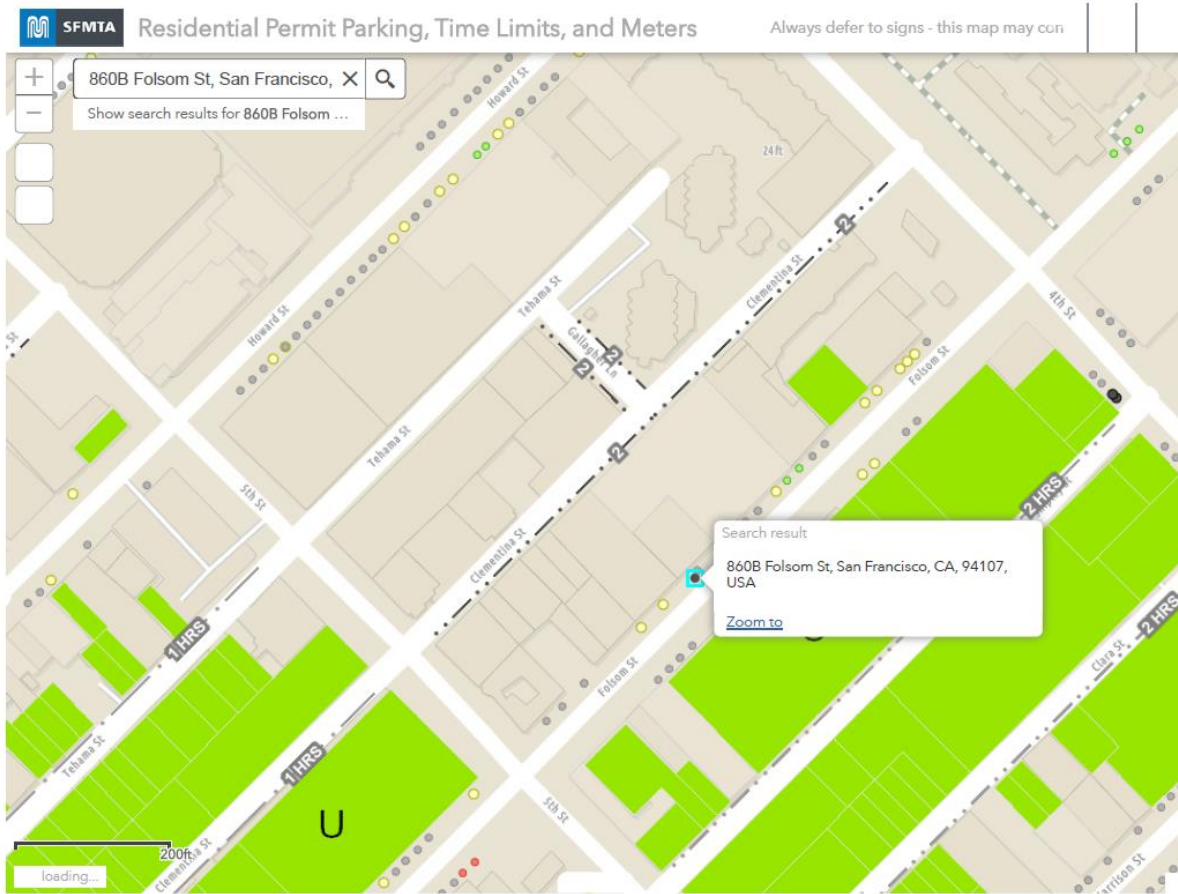 SFMTA
Residential Permit Parking, Time Limits, and Meters
Always defer to signs - this map may con
860B Folsom St, San Francisco,
Show search results for 860B Folsom ...
Howard St
24 ft
2
Clementina St
Tehama St
4th St
Howard St
Gallagher Ln
2
2
Folsom St
St
Tehama St
2
5th St
2 HRS
Search result
860B Folsom St, San Francisco, CA, 94107,
USA
Zoom to
Clementina St
1 HRS
2 HRS
Clara St
Folsom St
Tehama St
1 HRS
5th St
U
200ft
loading...
Clementina St
arrison St